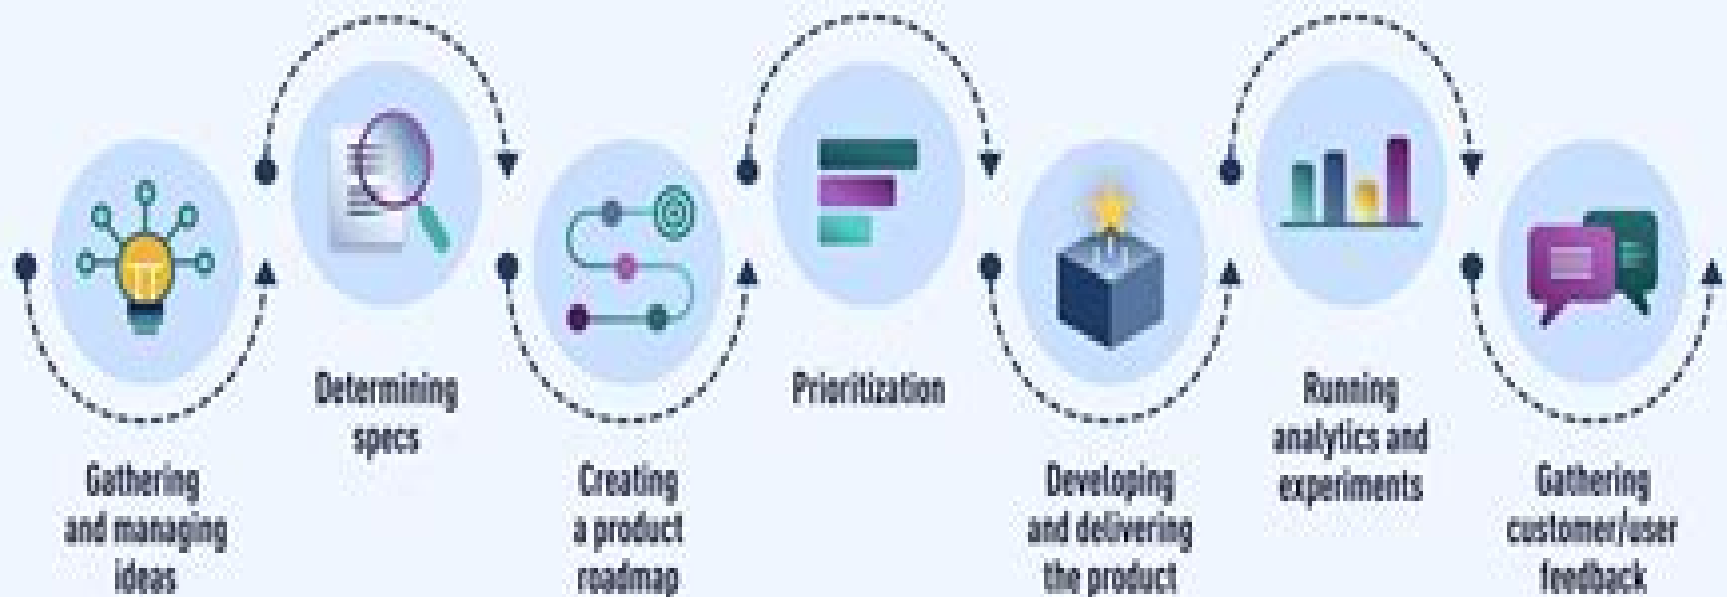 Gathering
and managing
ideas
Determining
specs
Creating
a product
roadmap
Prioritization
Developing
and delivering
the product
Running
analytics and
experiments
Gathering
customer/user
feedback